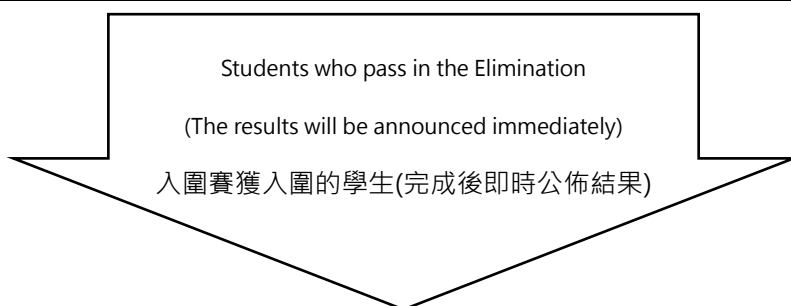 Students who pass in the Elimination
(The results will be announced immediately)
入圍賽獲入圍的學生(完成後即時公佈結果)